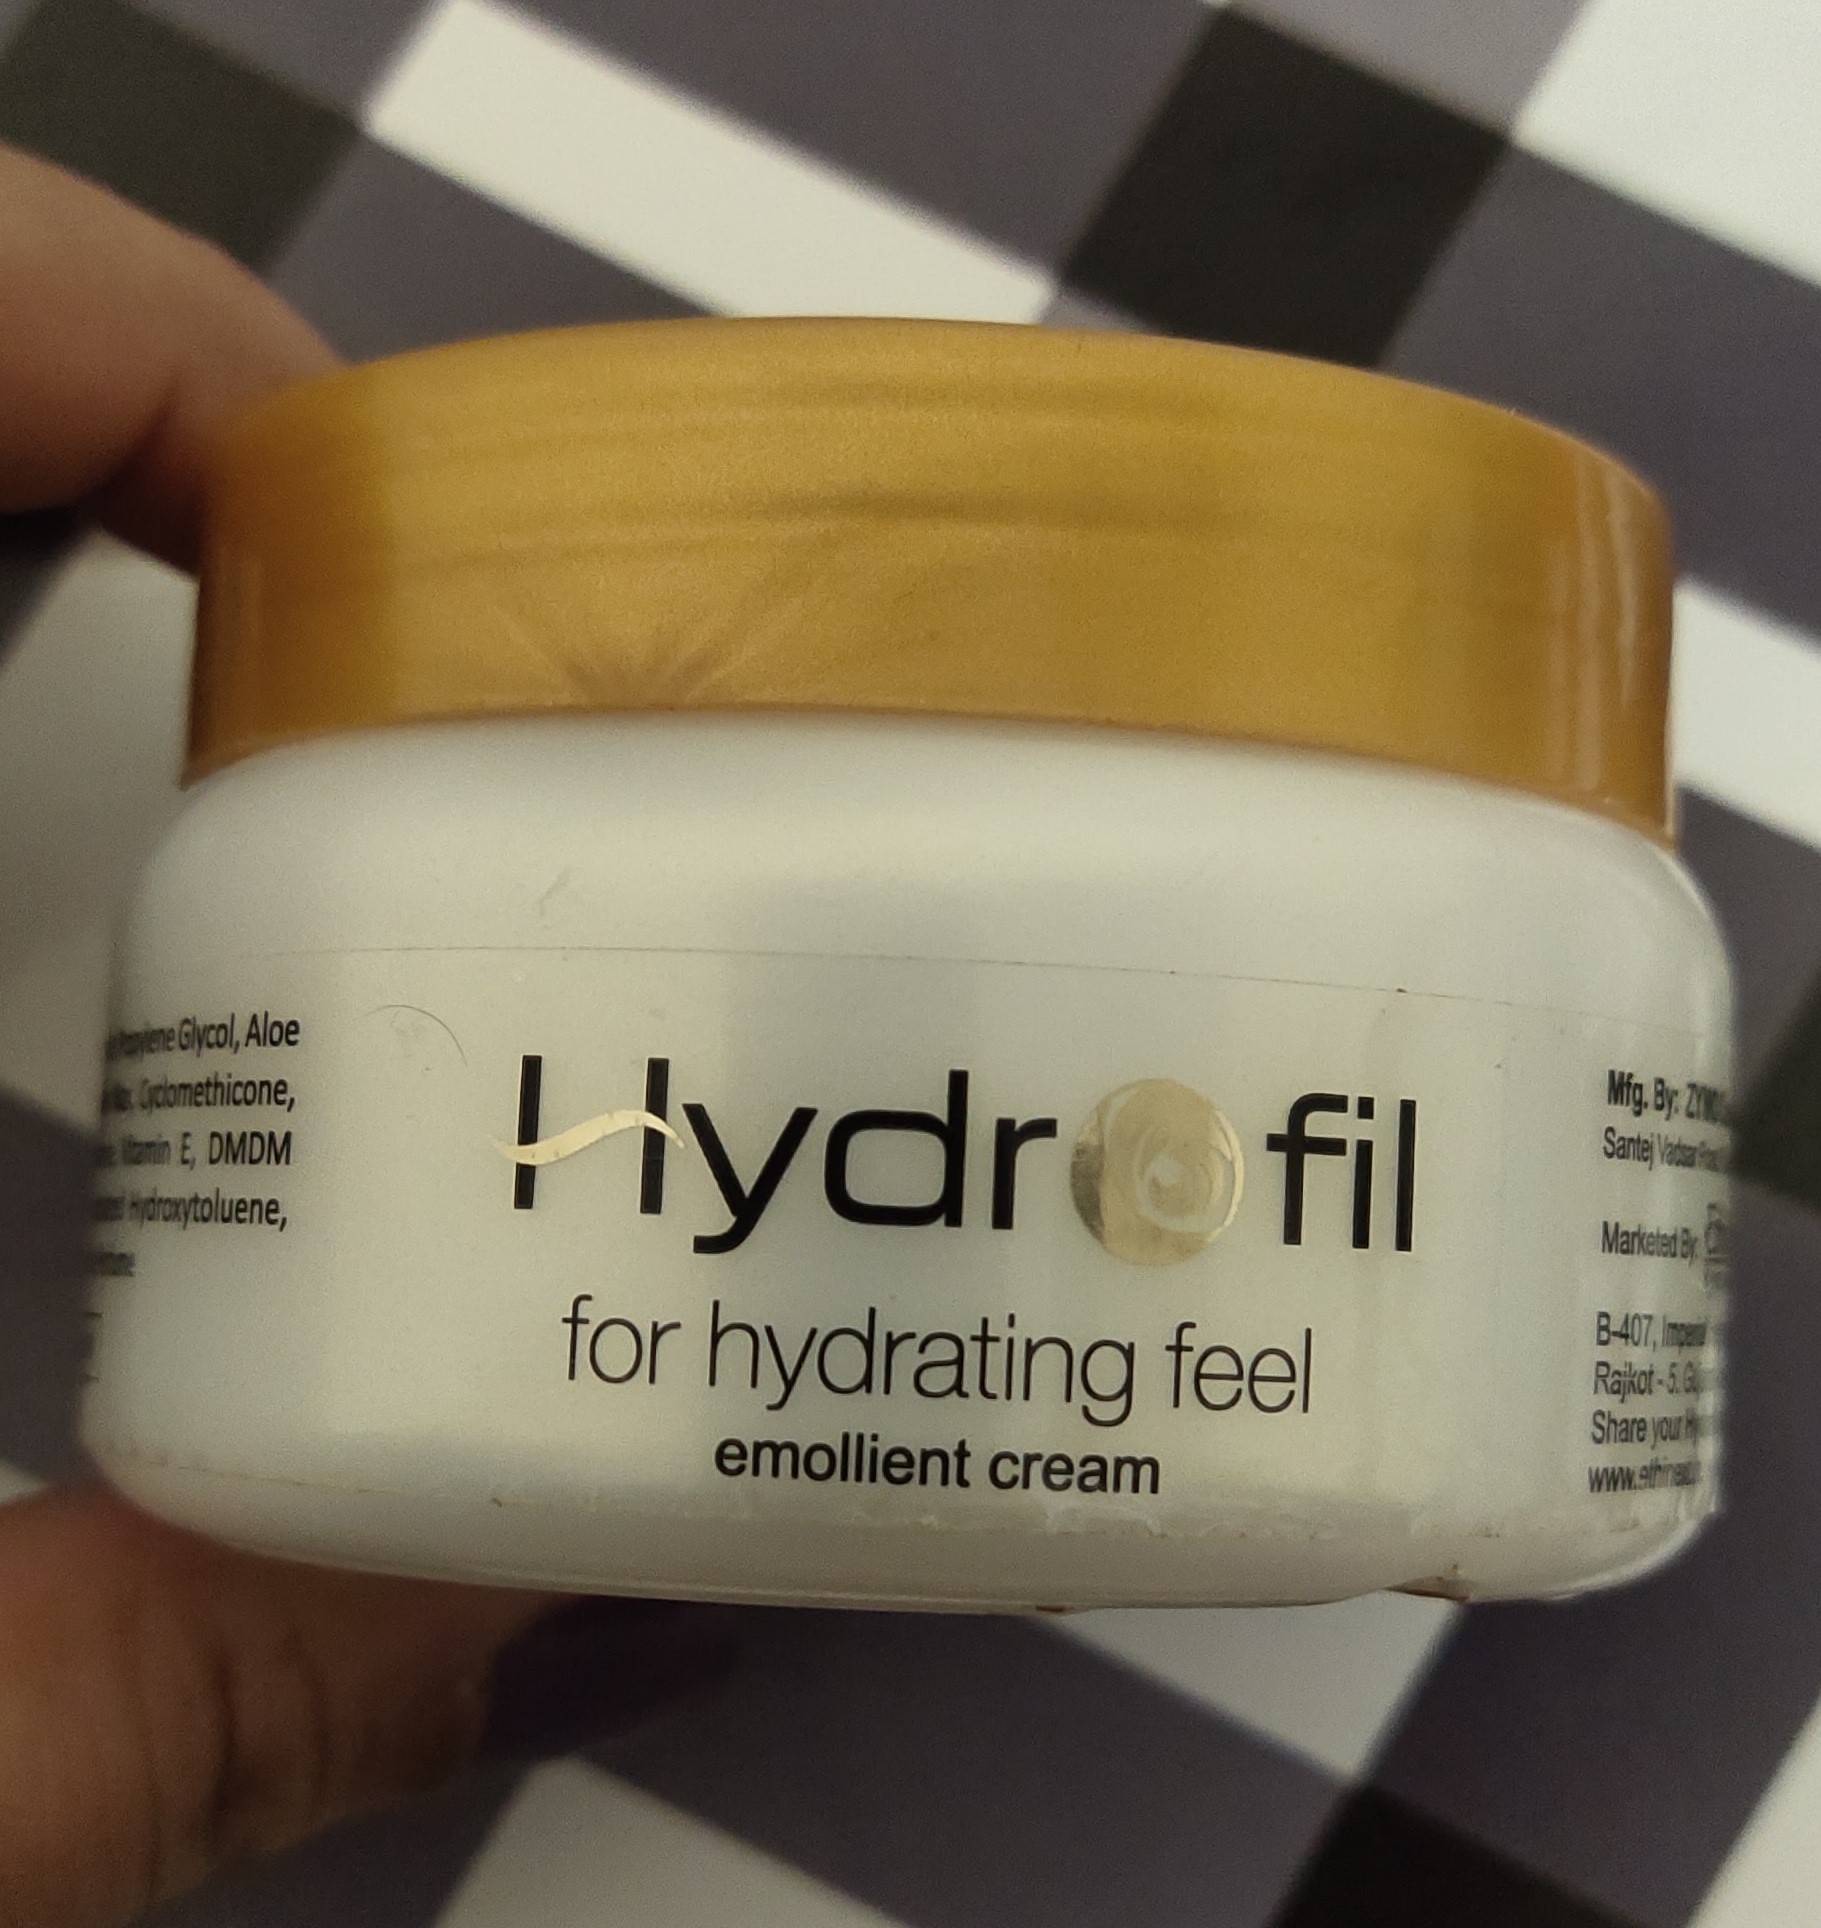 Propylene Glycol, Aloe
Cyclomethicone,
Vitamin E, DMDM
Hydroxytoluene,
Hydrofil
for hydrating feel
emollient cream
Mfg. By:
Santej Vadsar
Marketed By:
B-407,
Rajkot - 5.
Share your